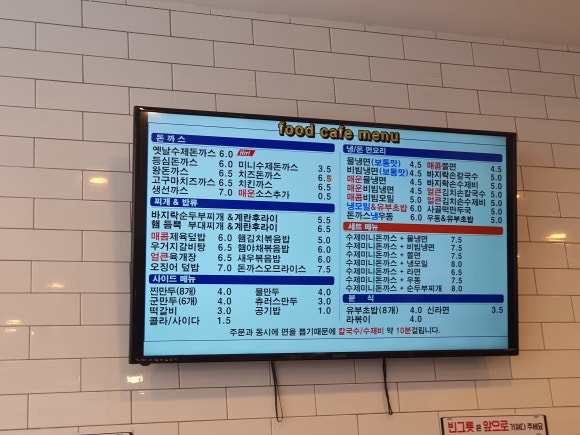 food cafe menu
돈 까 스
옛날수제돈까스 6.0 Hit!
등심돈까스 6.0 미니수제돈까스 3.5
왕돈까스 6.0 치즈돈까스 6.5
고구마치즈까스 6.5 치킨까스 6.5
생선까스 7.0 매운소스추가 0.5
찌개 & 밥류
바지락순두부찌개 &계란후라이 5.5
햄 듬뿍 부대찌개 &계란후라이 6.5
매콤제육덮밥 6.0 햄김치볶음밥 5.0
우거지갈비탕 6.5 햄야채볶음밥 6.0
얼큰육개장 6.5 새우볶음밥 6.0
오징어 덮밥 7.0 돈까스오므라이스 7.5
사이드 메뉴
찐만두(8개) 4.0 물만두 4.0
군만두(6개) 4.0 츄러스만두 3.0
떡갈비 3.0 공기밥 1.0
콜라/사이다 1.5
냉/온 면요리
물냉면(보통맛) 4.5 매콤쫄면 4.5
비빔냉면(보통맛) 4.5 바지락손칼국수 5.0
매운물냉면 4.5 바지락손수제비 5.0
매운비빔냉면 4.5 얼큰김치손칼국수 5.0
매콤비빔모밀 5.0 얼큰김치손수제비 5.0
냉모밀&유부초밥 6.0 사골떡만두국 5.0
돈까스냉우동 6.0 우동&유부초밥 5.0
세트 메뉴
수제미니돈까스 + 물냉면 7.5
수제미니돈까스 + 비빔냉면 7.5
수제미니돈까스 + 쫄면 7.5
수제미니돈까스 + 냉모밀 8.0
수제미니돈까스 + 라면 6.5
수제미니돈까스 + 우동 7.5
수제미니돈까스 + 순두부찌개 8.0
분 식
유부초밥(8개) 4.0 신라면 3.5
라볶이 4.0
주문과 동시에 면을 뽑기때문에 칼국수/수제비 약 10분걸립니다.
빈그릇은 앞으로 가져다 주세요